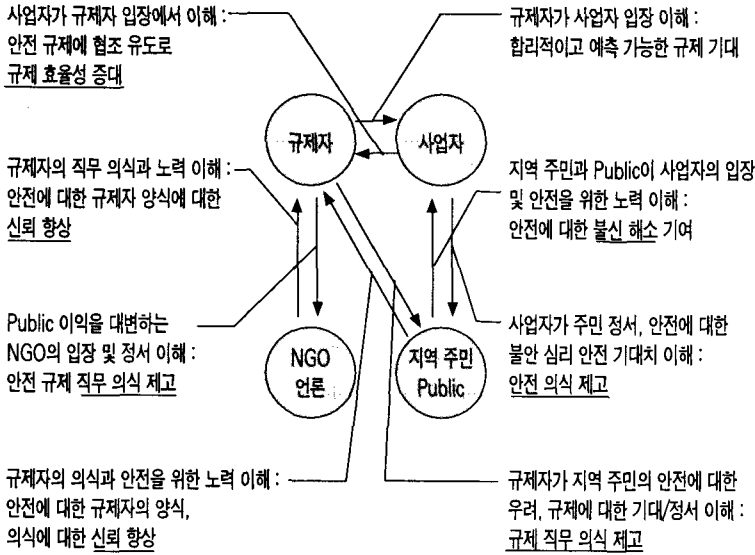 사업자가 규제자 입장에서 이해 :
안전 규제에 협조 유도로
규제 효율성 증대
규제자가 사업자 입장 이해 :
합리적이고 예측 가능한 규제 기대
규제자
사업자
규제자의 직무 의식과 노력 이해 :
안전에 대한 규제자 양식에 대한
신뢰 향상
지역 주민과 Public이 사업자의 입장
및 안전을 위한 노력 이해 :
안전에 대한 불신 해소 기여
Public 이익을 대변하는
NGO의 입장 및 정서 이해 :
안전 규제 직무 의식 제고
NGO
언론
지역 주민
Public
사업자가 주민 정서, 안전에 대한
불안 심리 안전 기대치 이해 :
안전 의식 제고
규제자의 의식과 안전을 위한 노력 이해 :
안전에 대한 규제자의 양식,
의식에 대한 신뢰 향상
규제자가 지역 주민의 안전에 대한
우려, 규제에 대한 기대/정서 이해 :
규제 직무 의식 제고